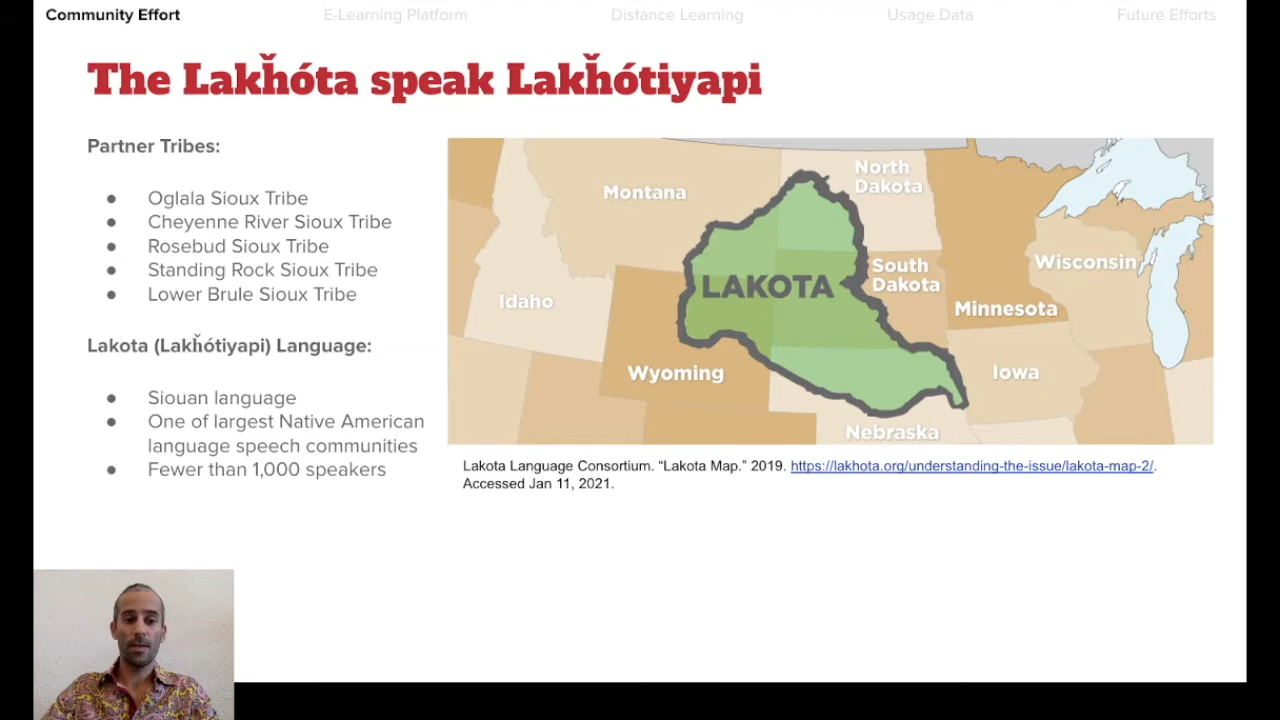 Community Effort E-Learning Platform Distance Learning Usage Data Future Efforts
The Lakȟóta speak Lakȟótiyapi
Partner Tribes:
● Oglala Sioux Tribe
● Cheyenne River Sioux Tribe
● Rosebud Sioux Tribe
● Standing Rock Sioux Tribe
● Lower Brule Sioux Tribe
Lakota (Lakȟótiyapi) Language:
● Siouan language
● One of largest Native American
language speech communities
● Fewer than 1,000 speakers
Montana
North
Dakota
Idaho
LAKOTA
South
Dakota
Wisconsin
Minnesota
Wyoming
Iowa
Nebraska
Lakota Language Consortium. “Lakota Map.” 2019. https://lakhota.org/understanding-the-issue/lakota-map-2/.
Accessed Jan 11, 2021.